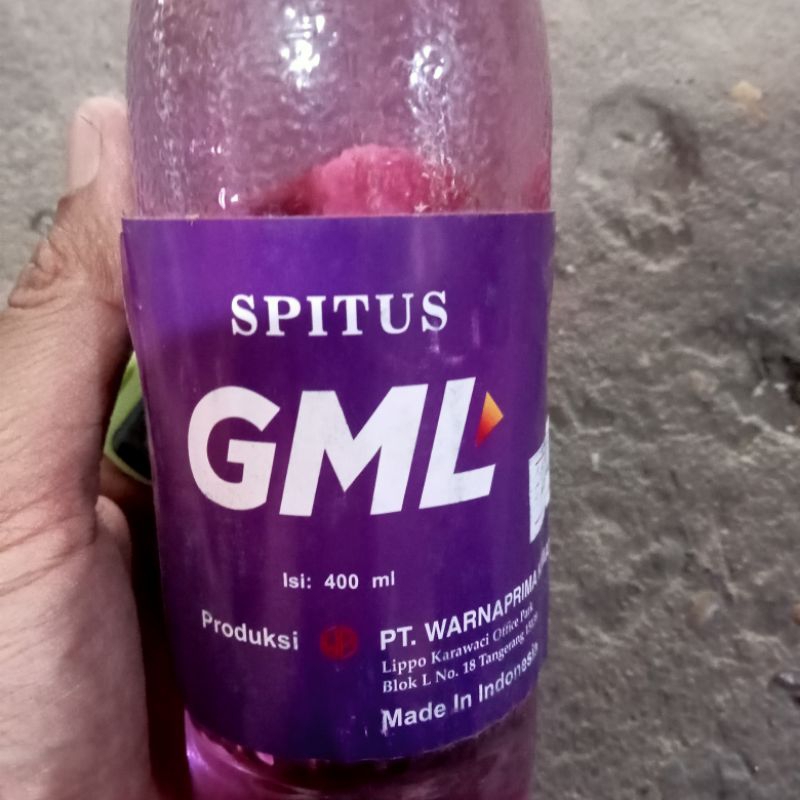 SPITUS
GML
Isi: 400 ml
Produksi
PT. WARNAPRIMA
Lippo Karawaci Office Park
Blok L No. 18 Tangerang
Made In Indonesia